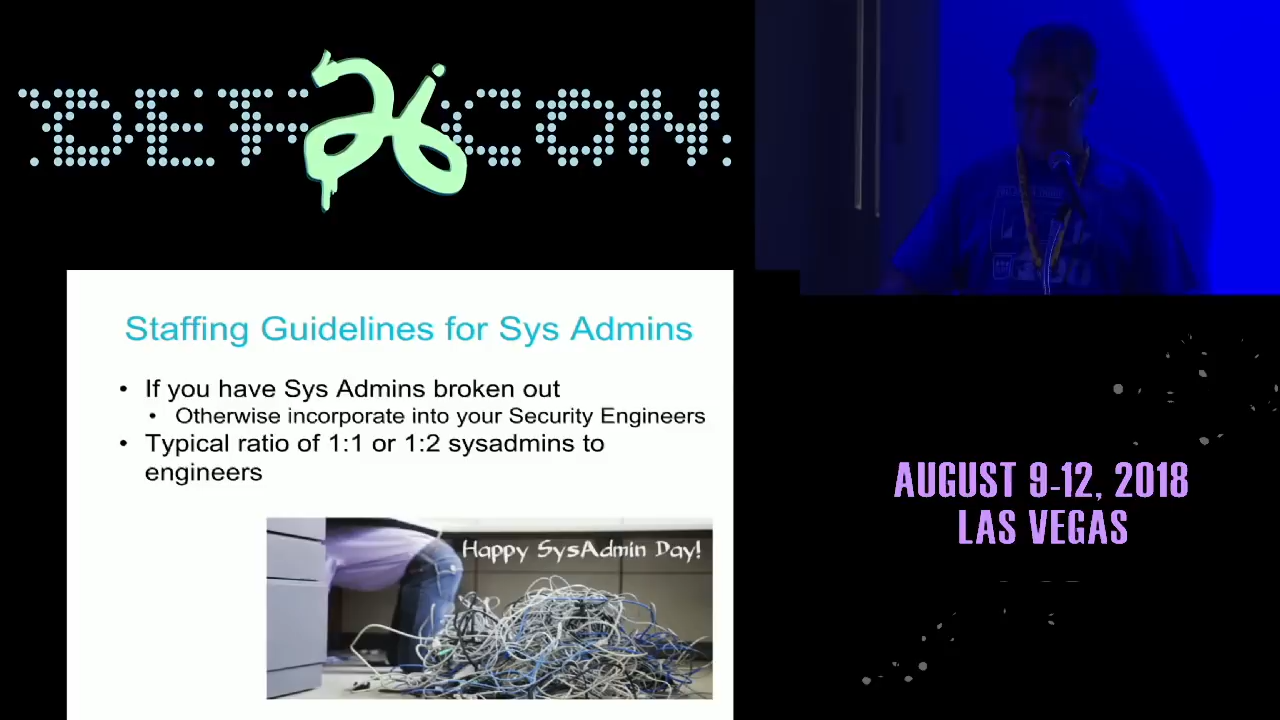 DEF 26 CON
Staffing Guidelines for Sys Admins
• If you have Sys Admins broken out
• Otherwise incorporate into your Security Engineers
• Typical ratio of 1:1 or 1:2 sysadmins to
engineers
Happy SysAdmin Day!
AUGUST 9-12, 2018
LAS VEGAS